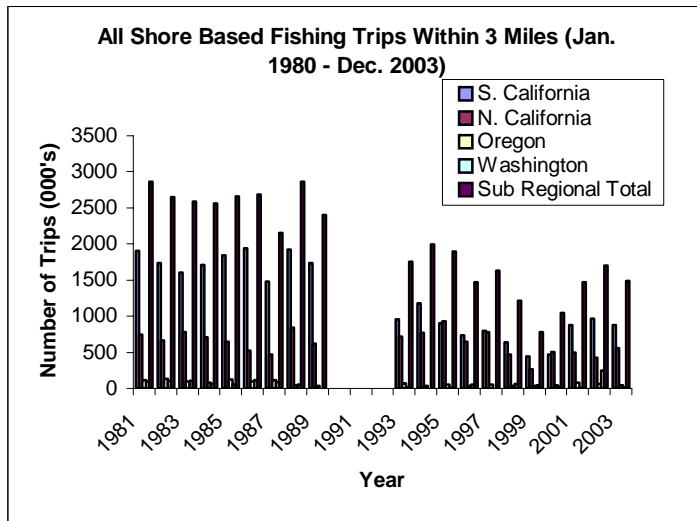 All Shore Based Fishing Trips Within 3 Miles (Jan.
1980 - Dec. 2003)
S. California
N. California
Oregon
Washington
Sub Regional Total
Number of Trips (000's)
3500
3000
2500
2000
1500
1000
500
0
1981
1983
1985
1987
1989
1991
1993
1995
1997
1999
2001
2003
Year